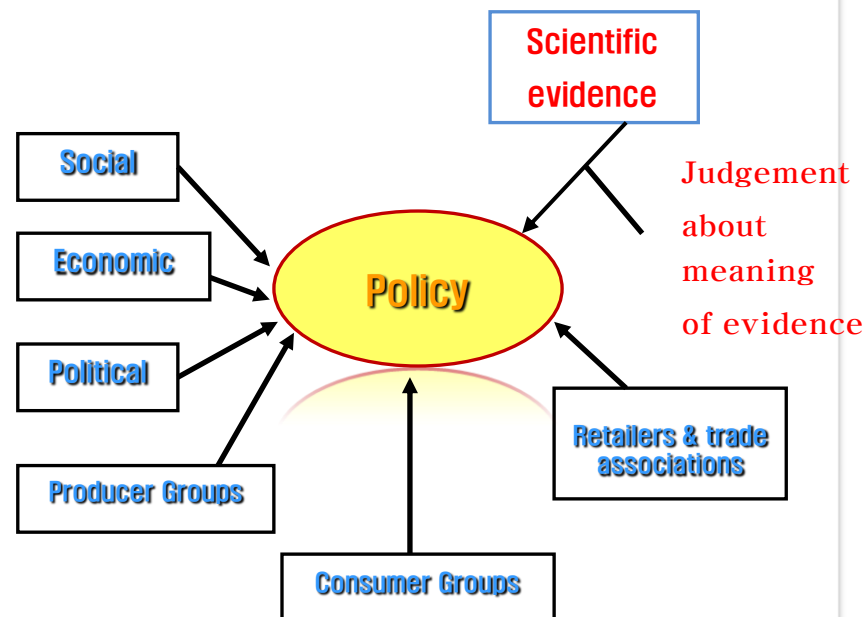 Scientific
evidence
Social
Judgement
about
Economic
meaning
Policy
of evidence
Political
Retailers & trade
associations
Producer Groups
Consumer Groups